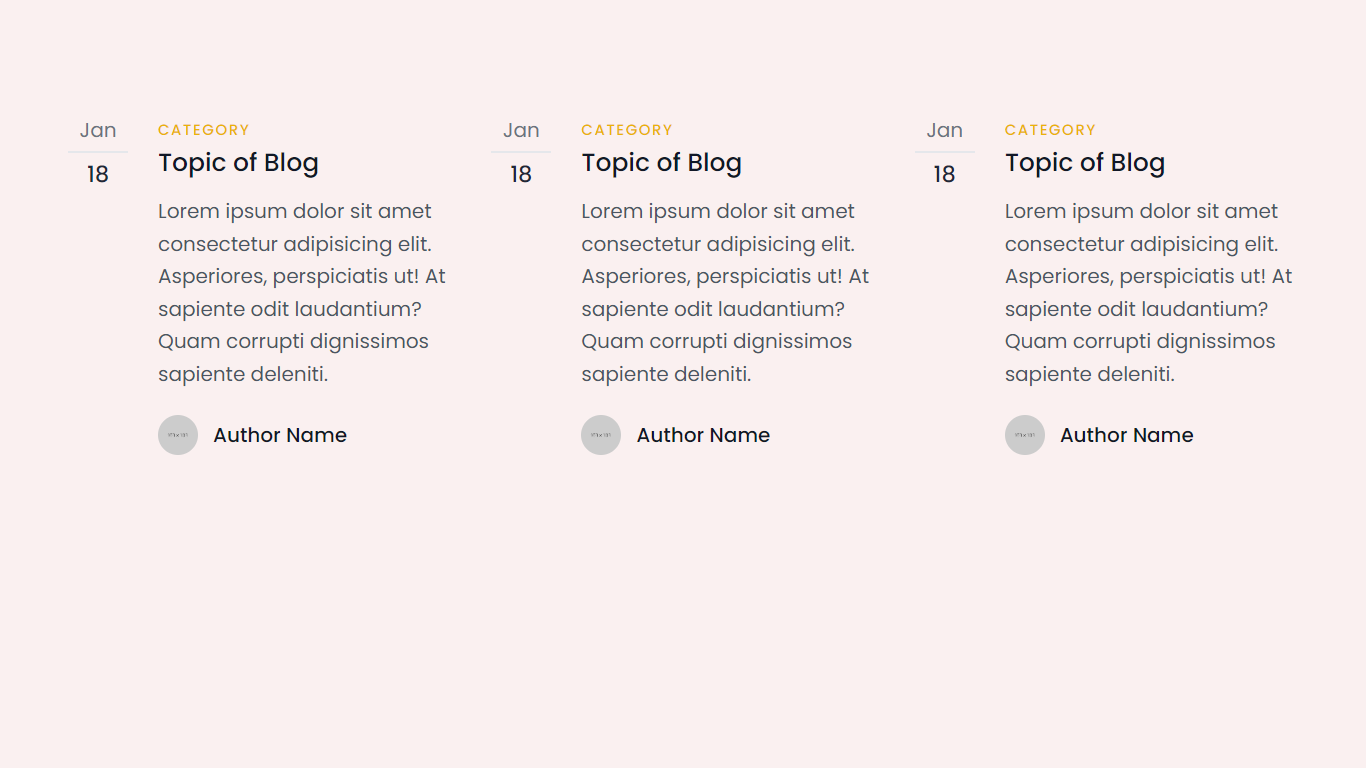 Jan
18
CATEGORY
Topic of Blog
Lorem ipsum dolor sit amet
consectetur adipisicing elit.
Asperiores, perspiciatis ut! At
sapiente odit laudantium?
Quam corrupti dignissimos
sapiente deleniti.
Author Name
Jan
18
CATEGORY
Topic of Blog
Lorem ipsum dolor sit amet
consectetur adipisicing elit.
Asperiores, perspiciatis ut! At
sapiente odit laudantium?
Quam corrupti dignissimos
sapiente deleniti.
Author Name
Jan
18
CATEGORY
Topic of Blog
Lorem ipsum dolor sit amet
consectetur adipisicing elit.
Asperiores, perspiciatis ut! At
sapiente odit laudantium?
Quam corrupti dignissimos
sapiente deleniti.
Author Name